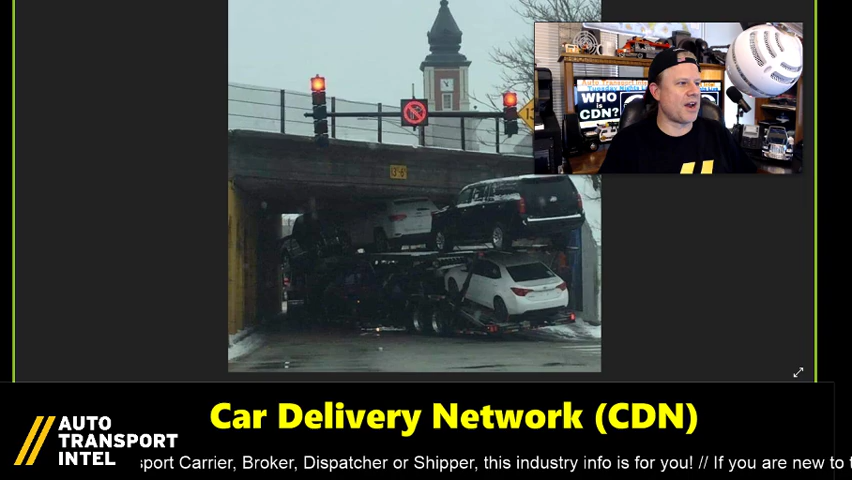 WHO
is
CDN?
Car Delivery Network (CDN)
AUTO
TRANSPORT
INTEL
sport Carrier, Broker, Dispatcher or Shipper, this industry info is for you! // If you are new to t